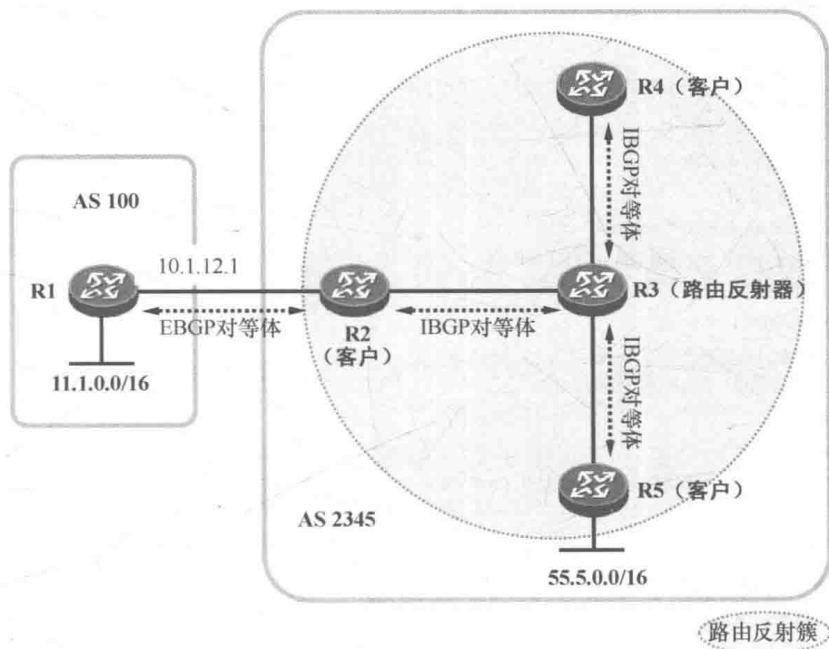 AS 100
R1
10.1.12.1
EBGP对等体
11.1.0.0/16
R2
(客户)
IBGP对等体
R3（路由反射器）
R4（客户）
IBGP对等体
IBGP对等体
R5（客户）
AS 2345
55.5.0.0/16
路由反射簇